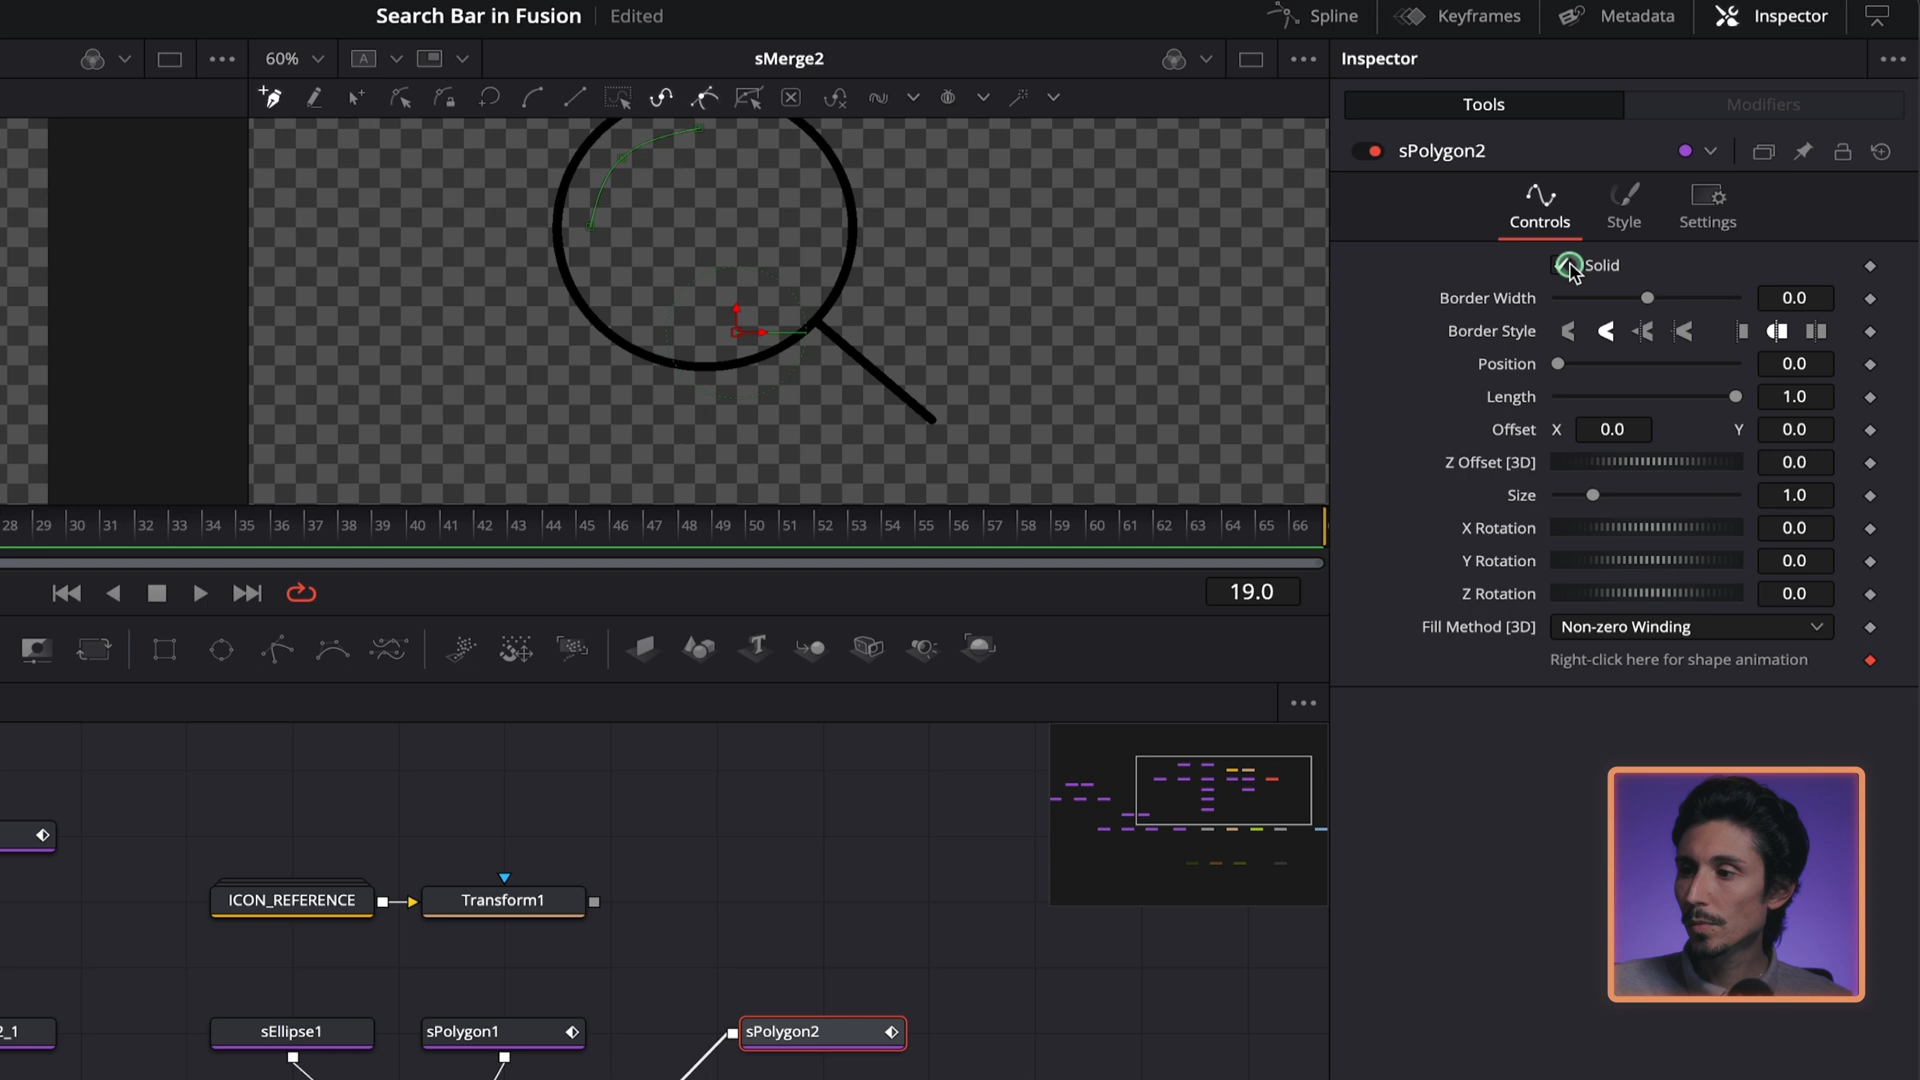 Search Bar in Fusion Edited
Spline Keyframes Metadata Inspector
60% A sMerge2 Inspector
Tools Modifiers
sPolygon2
Controls Style Settings
Solid
Border Width 0.0
Border Style
Position 0.0
Length 1.0
Offset X 0.0 Y 0.0
Z Offset [3D] 0.0
Size 1.0
X Rotation 0.0
Y Rotation 0.0
Z Rotation 0.0
Fill Method [3D] Non-zero Winding
Right-click here for shape animation
28 29 30 31 32 33 34 35 36 37 38 39 40 41 42 43 44 45 46 47 48 49 50 51 52 53 54 55 56 57 58 59 60 61 62 63 64 65 66
19.0
T
ICON_REFERENCE Transform1
2_1 sEllipse1 sPolygon1 sPolygon2